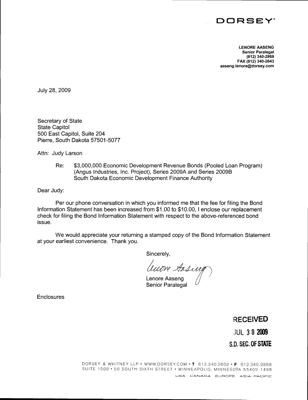 DORSEY
LENORE AASENG
Senior Paralegal
(612) 340-2869
FAX (612) 340-2643
aaseng.lenore@dorsey.com
July 28, 2009
Secretary of State
State Capitol
500 East Capitol, Suite 204
Pierre, South Dakota 57501-5077
Attn: Judy Larson
Re: $3,000,000 Economic Development Revenue Bonds (Pooled Loan Program)
(Angus Industries, Inc. Project), Series 2009A and Series 2009B
South Dakota Economic Development Finance Authority
Dear Judy:
Per our phone conversation in which you informed me that the fee for filing the Bond
Information Statement has been increased from $1.00 to $10.00, I enclose our replacement
check for filing the Bond Information Statement with respect to the above-referenced bond
issue.
We would appreciate your returning a stamped copy of the Bond Information Statement
at your earliest convenience. Thank you.
Sincerely,
Lenore Aaseng
Lenore Aaseng
Senior Paralegal
Enclosures
RECEIVED
JUL 30 2009
S.D. SEC. OF STATE
DORSEY & WHITNEY LLP • WWW.DORSEY.COM • T 612.340.2600 • F 612.340.2868
SUITE 1500 • 50 SOUTH SIXTH STREET • MINNEAPOLIS, MINNESOTA 55402-1498
USA CANADA EUROPE ASIA-PACIFIC